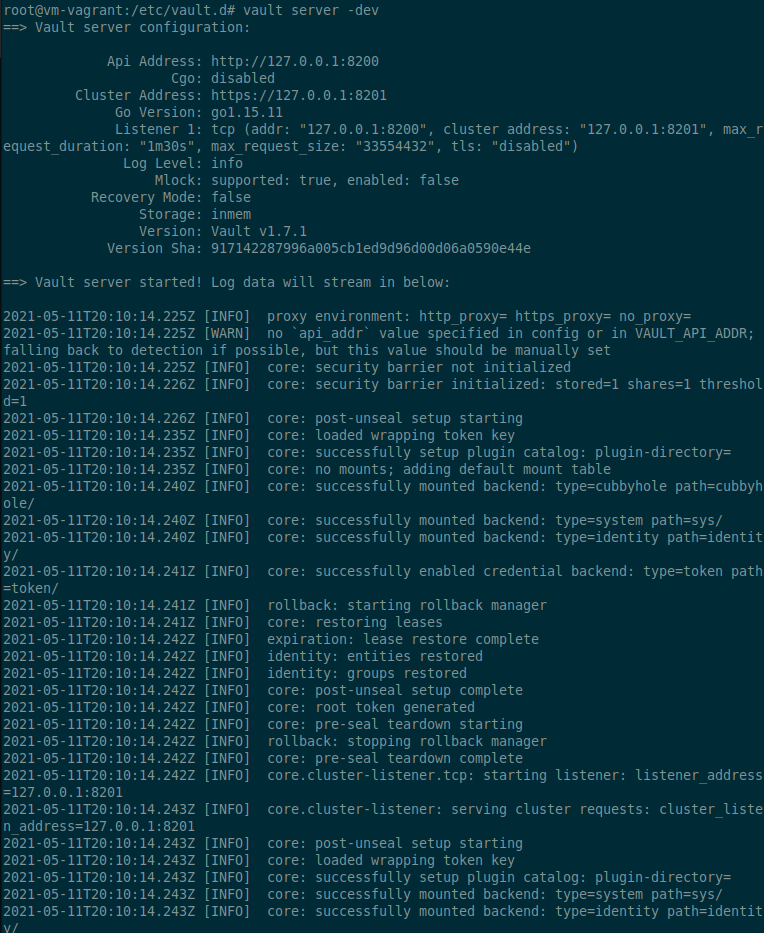 root@vm-vagrant:/etc/vault.d# vault server -dev
==> Vault server configuration:
Api Address: http://127.0.0.1:8200
Cgo: disabled
Cluster Address: https://127.0.0.1:8201
Go Version: go1.15.11
Listener 1: tcp (addr: "127.0.0.1:8200", cluster address: "127.0.0.1:8201", max_r
equest_duration: "1m30s", max_request_size: "33554432", tls: "disabled")
Log Level: info
Mlock: supported: true, enabled: false
Recovery Mode: false
Storage: inmem
Version: Vault v1.7.1
Version Sha: 917142287996a005cb1ed9d96d00d06a0590e44e
==> Vault server started! Log data will stream in below:
2021-05-11T20:10:14.225Z [INFO]  proxy environment: http_proxy= https_proxy= no_proxy=
2021-05-11T20:10:14.225Z [WARN]  no `api_addr` value specified in config or in VAULT_API_ADDR;
falling back to detection if possible, but this value should be manually set
2021-05-11T20:10:14.225Z [INFO]  core: security barrier not initialized
2021-05-11T20:10:14.226Z [INFO]  core: security barrier initialized: stored=1 shares=1 threshol
d=1
2021-05-11T20:10:14.226Z [INFO]  core: post-unseal setup starting
2021-05-11T20:10:14.235Z [INFO]  core: loaded wrapping token key
2021-05-11T20:10:14.235Z [INFO]  core: successfully setup plugin catalog: plugin-directory=
2021-05-11T20:10:14.235Z [INFO]  core: no mounts; adding default mount table
2021-05-11T20:10:14.240Z [INFO]  core: successfully mounted backend: type=cubbyhole path=cubbyh
ole/
2021-05-11T20:10:14.240Z [INFO]  core: successfully mounted backend: type=system path=sys/
2021-05-11T20:10:14.240Z [INFO]  core: successfully mounted backend: type=identity path=identit
y/
2021-05-11T20:10:14.241Z [INFO]  core: successfully enabled credential backend: type=token path
=token/
2021-05-11T20:10:14.241Z [INFO]  rollback: starting rollback manager
2021-05-11T20:10:14.241Z [INFO]  core: restoring leases
2021-05-11T20:10:14.242Z [INFO]  expiration: lease restore complete
2021-05-11T20:10:14.242Z [INFO]  identity: entities restored
2021-05-11T20:10:14.242Z [INFO]  identity: groups restored
2021-05-11T20:10:14.242Z [INFO]  core: post-unseal setup complete
2021-05-11T20:10:14.242Z [INFO]  core: root token generated
2021-05-11T20:10:14.242Z [INFO]  core: pre-seal teardown starting
2021-05-11T20:10:14.242Z [INFO]  rollback: stopping rollback manager
2021-05-11T20:10:14.242Z [INFO]  core: pre-seal teardown complete
2021-05-11T20:10:14.242Z [INFO]  core.cluster-listener.tcp: starting listener: listener_address
=127.0.0.1:8201
2021-05-11T20:10:14.243Z [INFO]  core.cluster-listener: serving cluster requests: cluster_liste
n_address=127.0.0.1:8201
2021-05-11T20:10:14.243Z [INFO]  core: post-unseal setup starting
2021-05-11T20:10:14.243Z [INFO]  core: loaded wrapping token key
2021-05-11T20:10:14.243Z [INFO]  core: successfully setup plugin catalog: plugin-directory=
2021-05-11T20:10:14.243Z [INFO]  core: successfully mounted backend: type=system path=sys/
2021-05-11T20:10:14.243Z [INFO]  core: successfully mounted backend: type=identity path=identit
y/